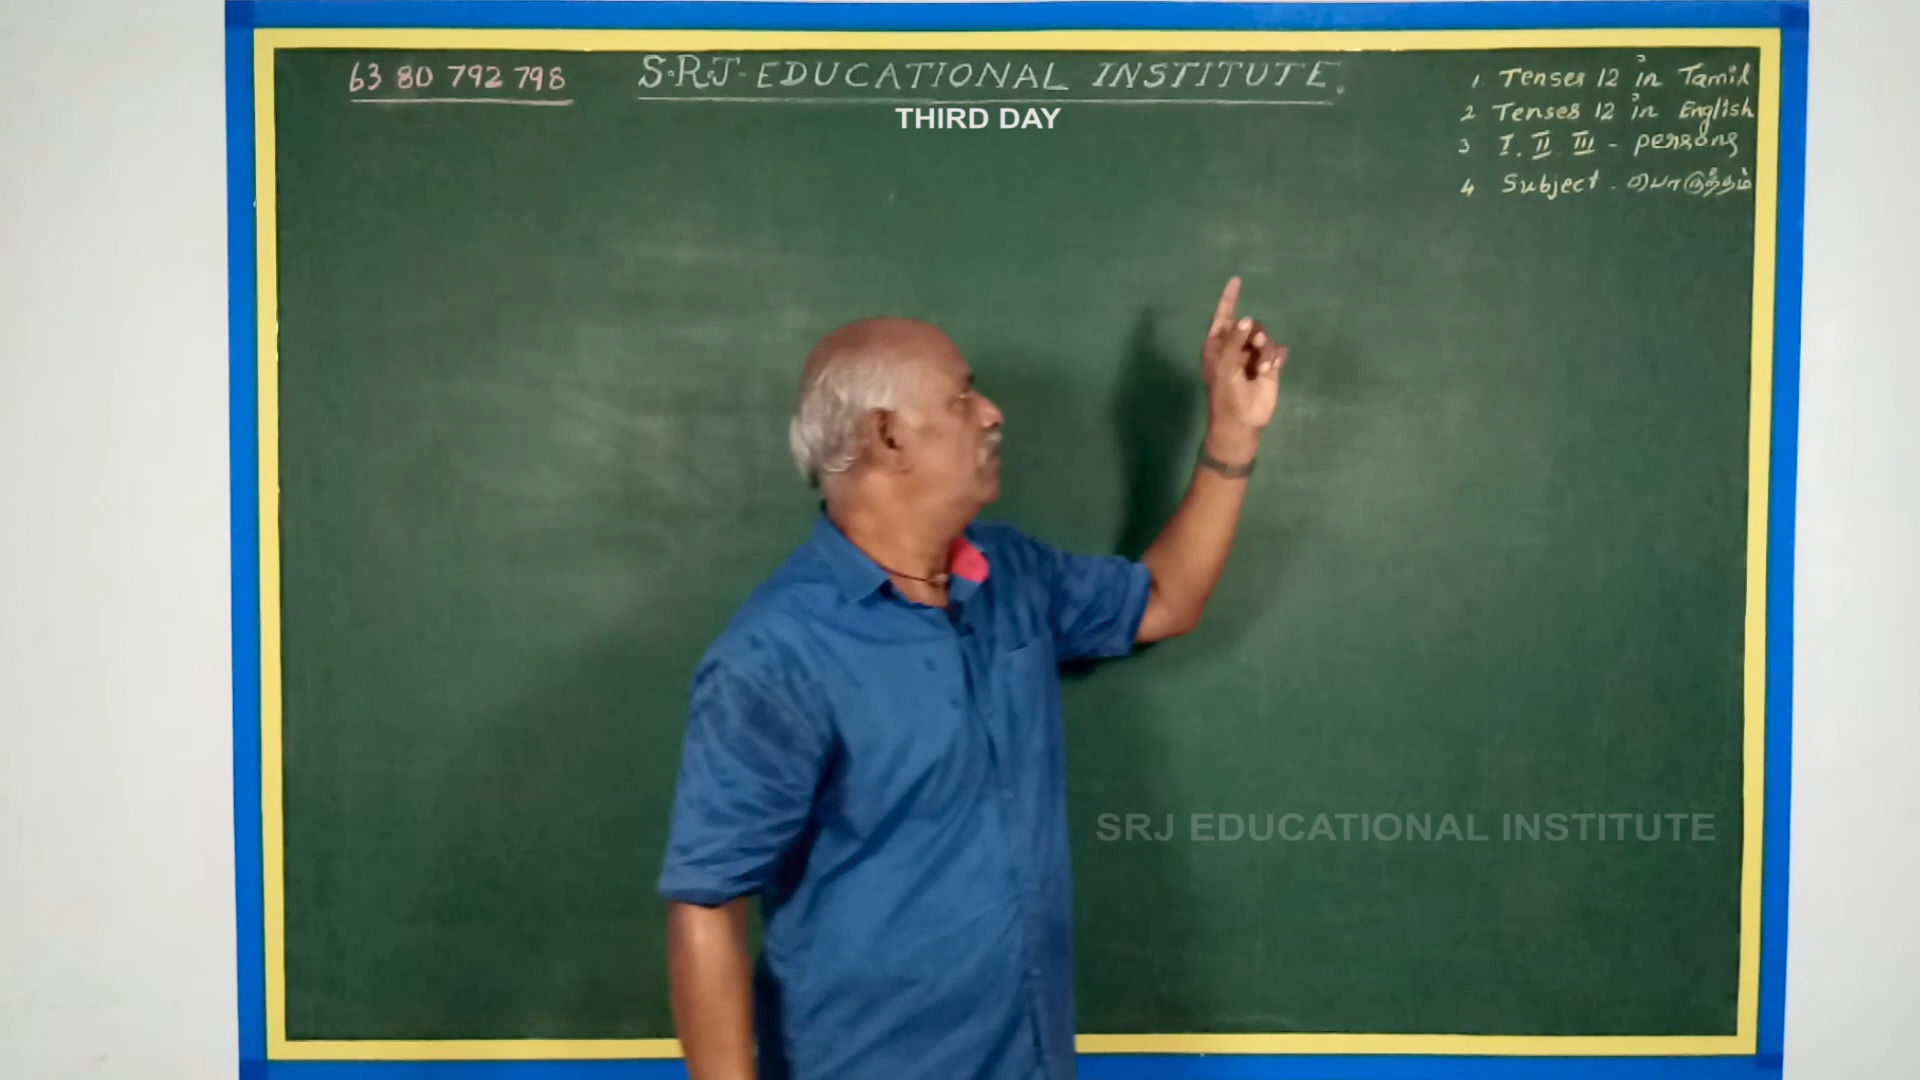 63 80 792 798
S.R.J. EDUCATIONAL INSTITUTE.
THIRD DAY
1. Tenses 12 in Tamil
2 Tenses 12 in English
3 I. II III - persons
4 Subject - பொருத்தம்
SRJ EDUCATIONAL INSTITUTE